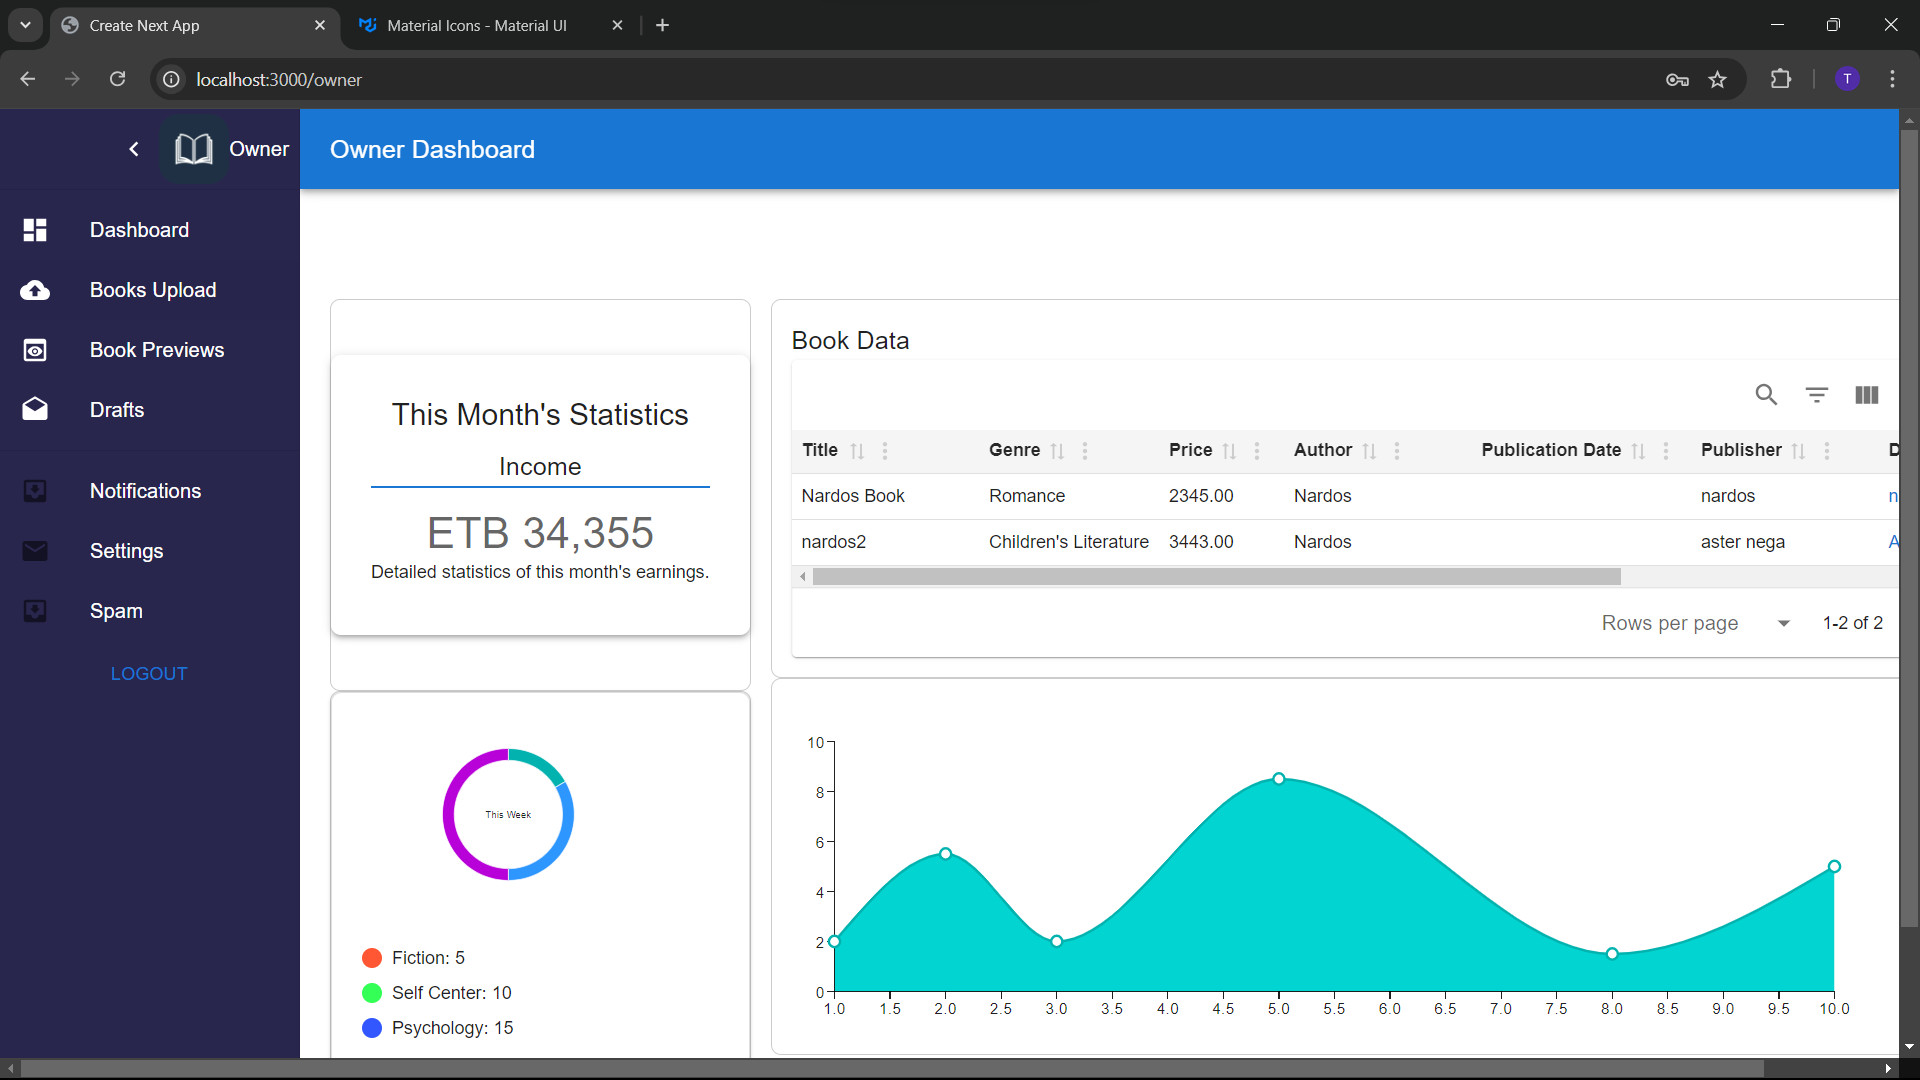 Create Next App
Material Icons - Material UI
localhost:3000/owner
T
Owner
Owner Dashboard
Dashboard
Books Upload
Book Previews
Drafts
Notifications
Settings
Spam
LOGOUT
This Month's Statistics
Income
ETB 34,355
Detailed statistics of this month's earnings.
Book Data
Title Genre Price Author Publication Date Publisher D
Nardos Book Romance 2345.00 Nardos nardos n
nardos2 Children's Literature 3443.00 Nardos aster nega A
Rows per page 1-2 of 2
This Week
Fiction: 5
Self Center: 10
Psychology: 15
10
8
6
4
2
0
1.0 1.5 2.0 2.5 3.0 3.5 4.0 4.5 5.0 5.5 6.0 6.5 7.0 7.5 8.0 8.5 9.0 9.5 10.0